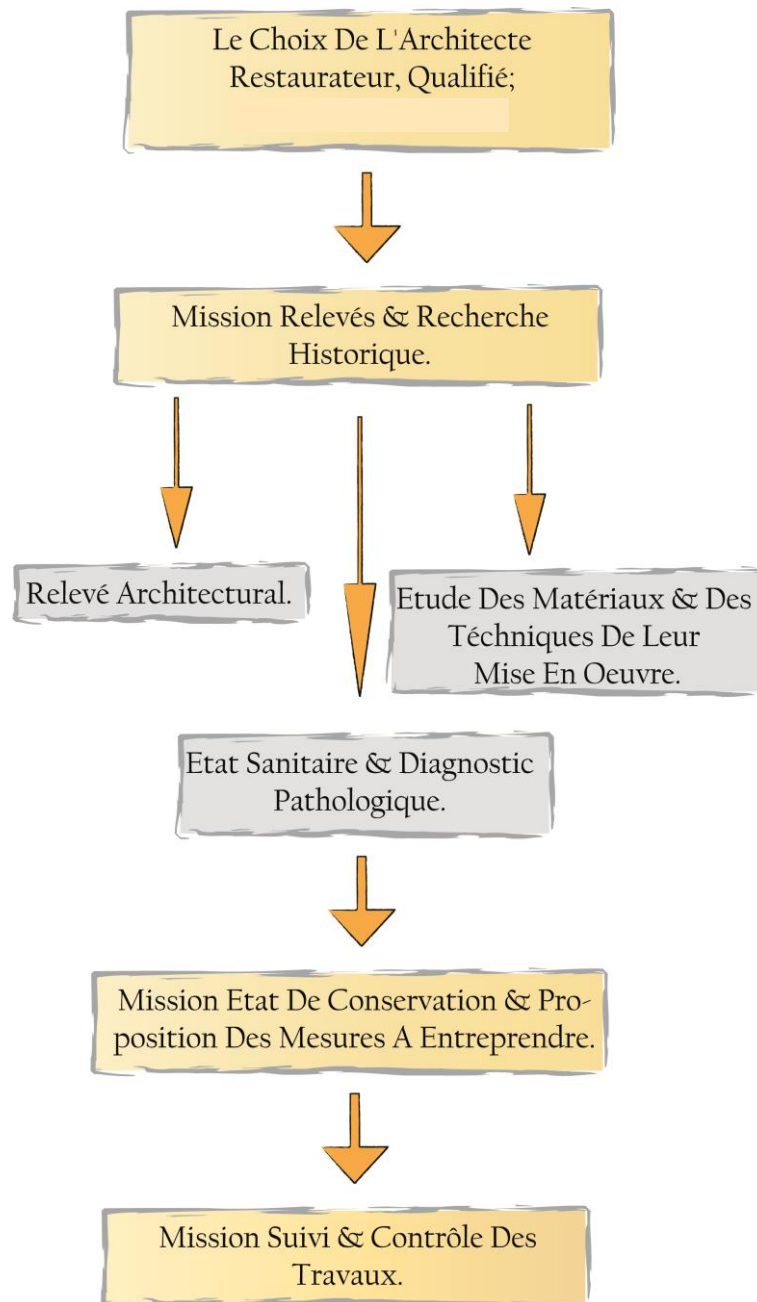 Le Choix De L'Architecte
Restaurateur, Qualifié;
Mission Relevés & Recherche
Historique.
Relevé Architectural.
Etude Des Matériaux & Des
Téchniques De Leur
Mise En Oeuvre.
Etat Sanitaire & Diagnostic
Pathologique.
Mission Etat De Conservation & Pro-
position Des Mesures A Entreprendre.
Mission Suivi & Contrôle Des
Travaux.